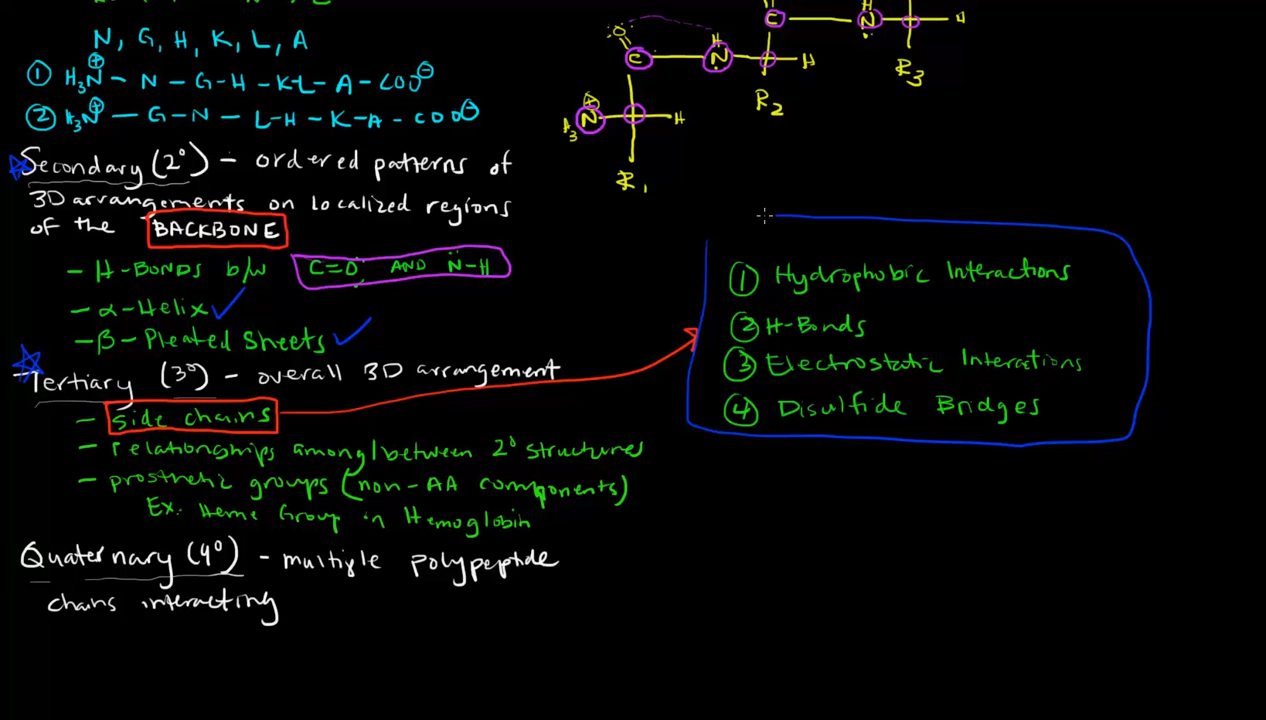 N, G, H, K, L, A
① H₃N⊕ – N – G-H – K-L – A – COO⊖
② H₃N⊕ – G-N – L-H – K-A – COO⊖
Secondary (2°) – ordered patterns of
3D arrangements on localized regions
of the BACKBONE
– H-BONDS b/w C=O AND N-H
– α-Helix ✓
– β-Pleated Sheets ✓
Tertiary (3°) – overall 3D arrangement
– side chains
– relationships among/between 2° structures
– prosthetic groups (non-AA components)
Ex: Heme Group in Hemoglobin
Quaternary (4°) – multiple polypeptide
chains interacting
C N H
O H R₃
C N H
R₂
H₃N⊕ H
R₁
① Hydrophobic Interactions
② H-Bonds
③ Electrostatic Interactions
④ Disulfide Bridges